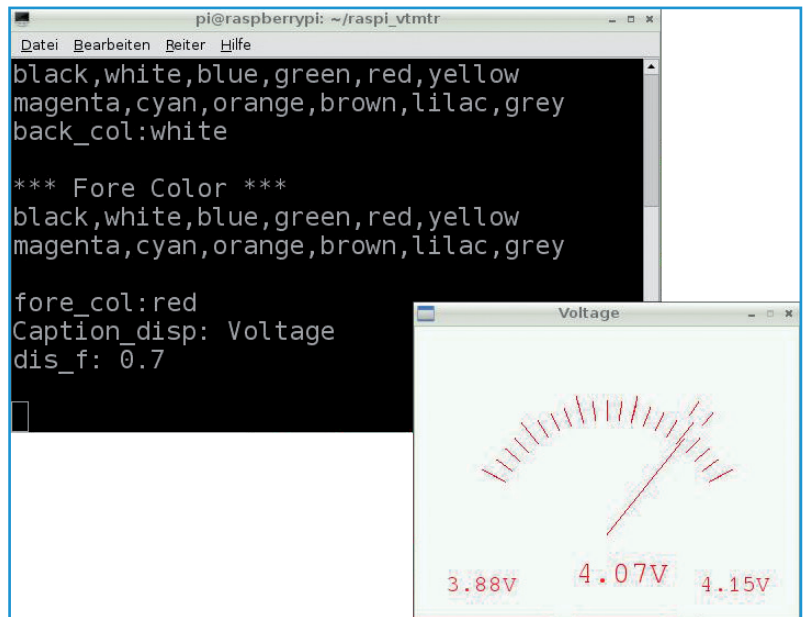 pi@raspberrypi: ~/raspi_vtmtr
Datei Bearbeiten Reiter Hilfe
black,white,blue,green,red,yellow
magenta,cyan,orange,brown,lilac,grey
back_col:white
*** Fore Color ***
black,white,blue,green,red,yellow
magenta,cyan,orange,brown,lilac,grey
fore_col:red
Caption_disp: Voltage
dis_f: 0.7
Voltage
3.88V 4.07V 4.15V